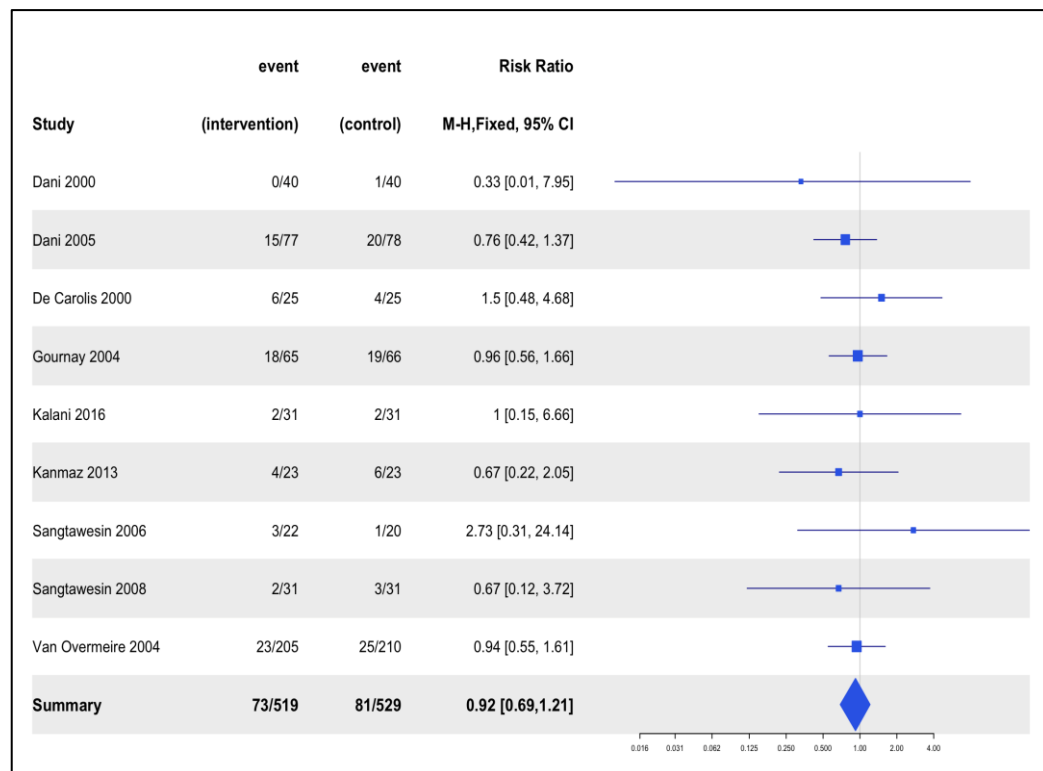 event event Risk Ratio
Study (intervention) (control) M-H,Fixed, 95% CI
Dani 2000 0/40 1/40 0.33 [0.01, 7.95]
Dani 2005 15/77 20/78 0.76 [0.42, 1.37]
De Carolis 2000 6/25 4/25 1.5 [0.48, 4.68]
Gournay 2004 18/65 19/66 0.96 [0.56, 1.66]
Kalani 2016 2/31 2/31 1 [0.15, 6.66]
Kanmaz 2013 4/23 6/23 0.67 [0.22, 2.05]
Sangtawesin 2006 3/22 1/20 2.73 [0.31, 24.14]
Sangtawesin 2008 2/31 3/31 0.67 [0.12, 3.72]
Van Overmeire 2004 23/205 25/210 0.94 [0.55, 1.61]
Summary 73/519 81/529 0.92 [0.69,1.21]
0.016 0.031 0.062 0.125 0.250 0.500 1.00 2.00 4.00